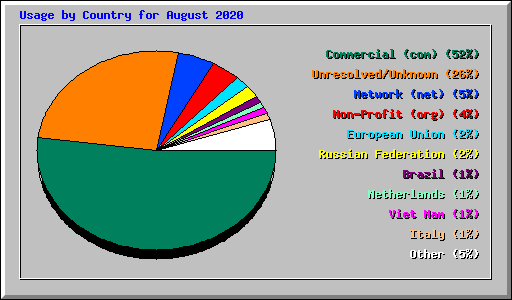 Usage by Country for August 2020
Commercial (com) (52%)
Unresolved/Unknown (26%)
Network (net) (5%)
Non-Profit (org) (4%)
European Union (2%)
Russian Federation (2%)
Brazil (1%)
Netherlands (1%)
Viet Nam (1%)
Italy (1%)
Other (5%)